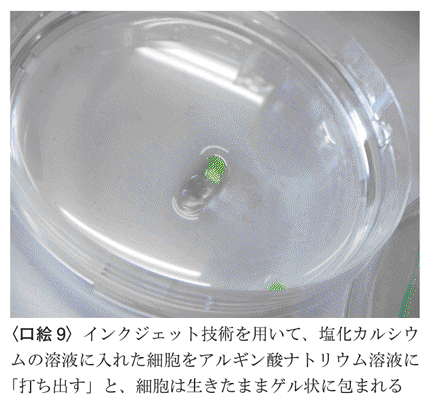 〈口絵9〉インクジェット技術を用いて、塩化カルシウ
ムの溶液に入れた細胞をアルギン酸ナトリウム溶液に
「打ち出す」と、細胞は生きたままゲル状に包まれる